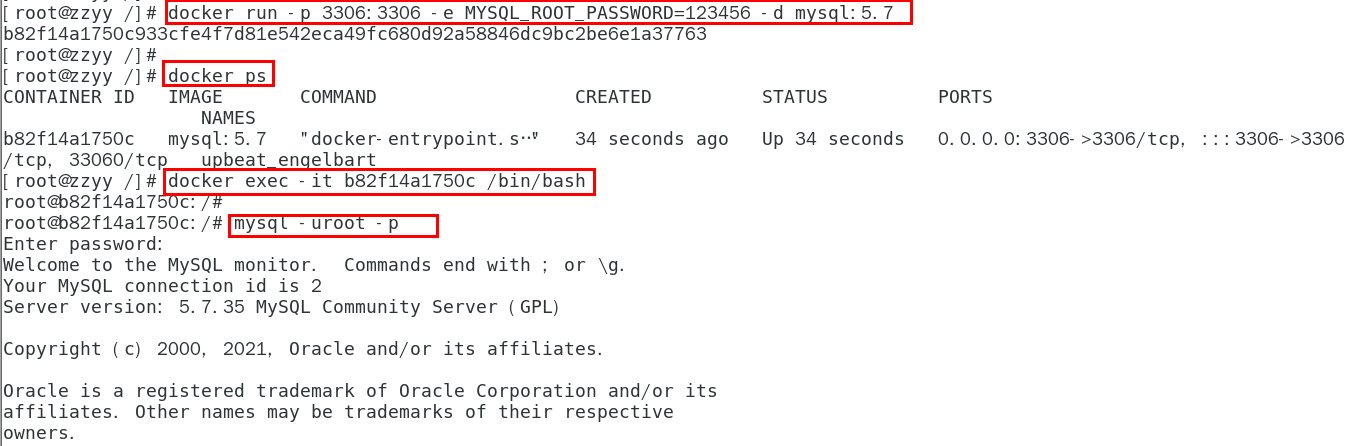 [root@zzyy /]# docker run -p 3306:3306 -e MYSQL_ROOT_PASSWORD=123456 -d mysql:5.7
b82f14a1750c933cfe4f7d81e542eca49fc680d92a58846dc9bc2be6e1a37763
[root@zzyy /]#
[root@zzyy /]# docker ps
CONTAINER ID   IMAGE       COMMAND                  CREATED          STATUS          PORTS
                  NAMES
b82f14a1750c   mysql:5.7   "docker-entrypoint.s…"   34 seconds ago   Up 34 seconds   0.0.0.0:3306->3306/tcp, :::3306->3306
/tcp, 33060/tcp   upbeat_engelbart
[root@zzyy /]# docker exec -it b82f14a1750c /bin/bash
root@b82f14a1750c:/#
root@b82f14a1750c:/# mysql -uroot -p
Enter password:
Welcome to the MySQL monitor.  Commands end with ; or \g.
Your MySQL connection id is 2
Server version: 5.7.35 MySQL Community Server (GPL)
Copyright (c) 2000, 2021, Oracle and/or its affiliates.
Oracle is a registered trademark of Oracle Corporation and/or its
affiliates. Other names may be trademarks of their respective
owners.